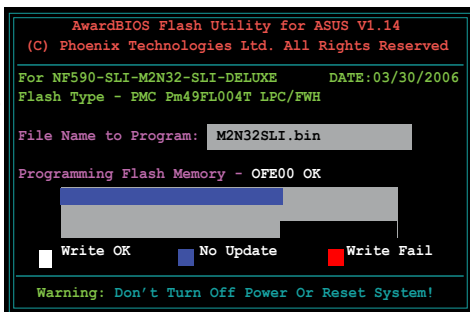 AwardBIOS Flash Utility for ASUS V1.14
(C) Phoenix Technologies Ltd. All Rights Reserved
For NF590-SLI-M2N32-SLI-DELUXE DATE:03/30/2006
Flash Type - PMC Pm49FL004T LPC/FWH
File Name to Program: M2N32SLI.bin
Programming Flash Memory - OFE00 OK
Write OK No Update Write Fail
Warning: Don't Turn Off Power Or Reset System!